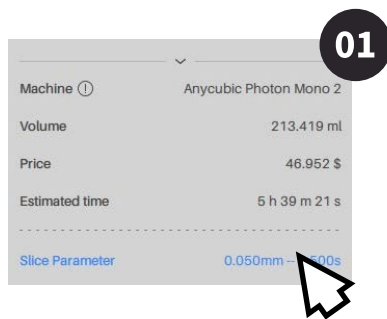 01
Machine ⓘ Anycubic Photon Mono 2
Volume 213.419 ml
Price 46.952 $
Estimated time 5 h 39 m 21 s
Slice Parameter 0.050mm -- 500s